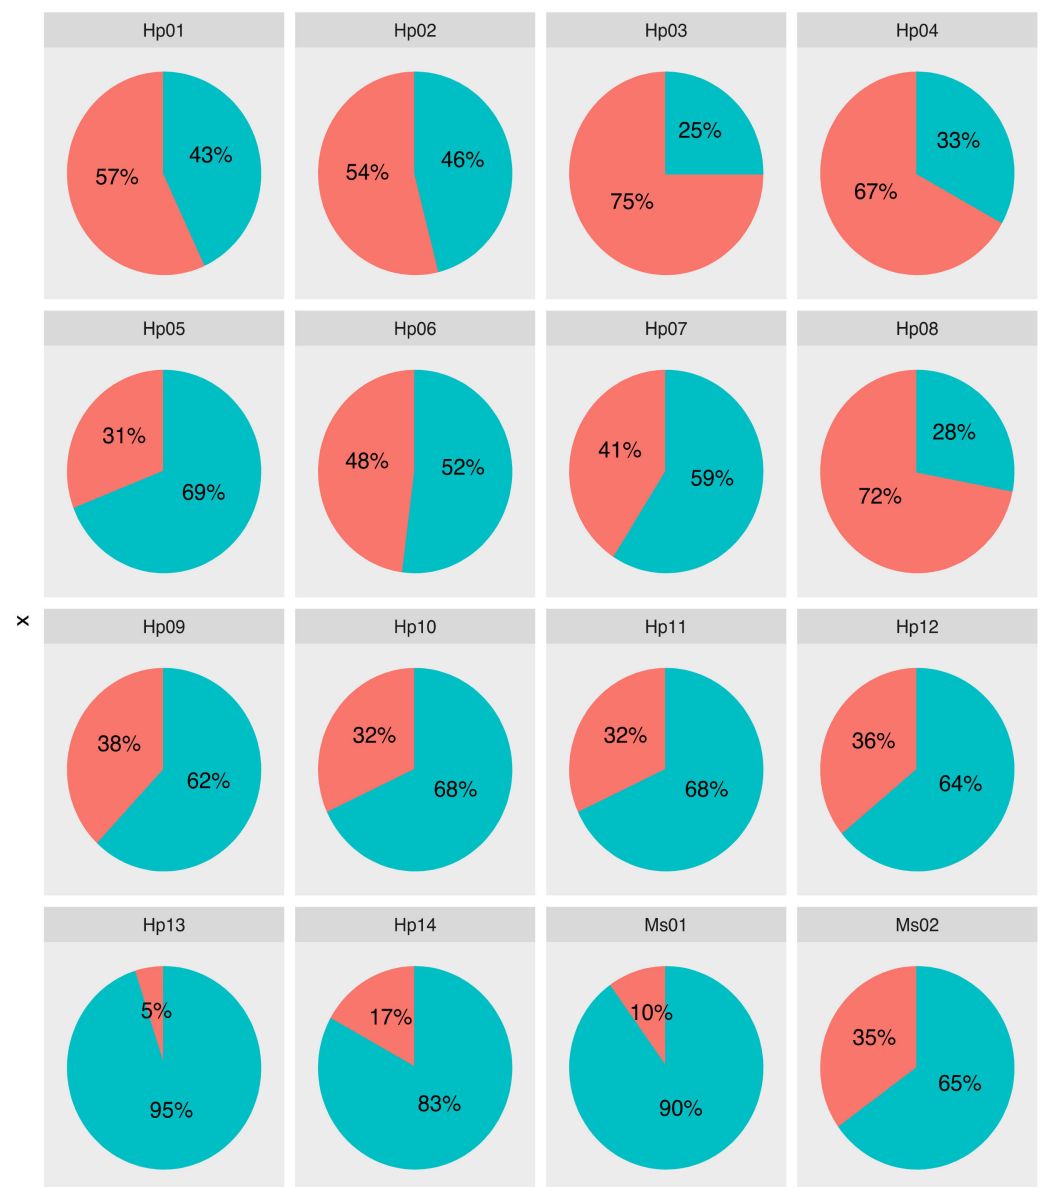 Hp01 Hp02 Hp03 Hp04
57% 43% 54% 46% 75% 25% 67% 33%
Hp05 Hp06 Hp07 Hp08
31% 69% 48% 52% 41% 59% 72% 28%
x
Hp09 Hp10 Hp11 Hp12
38% 62% 32% 68% 32% 68% 36% 64%
Hp13 Hp14 Ms01 Ms02
5% 95% 17% 83% 10% 90% 35% 65%